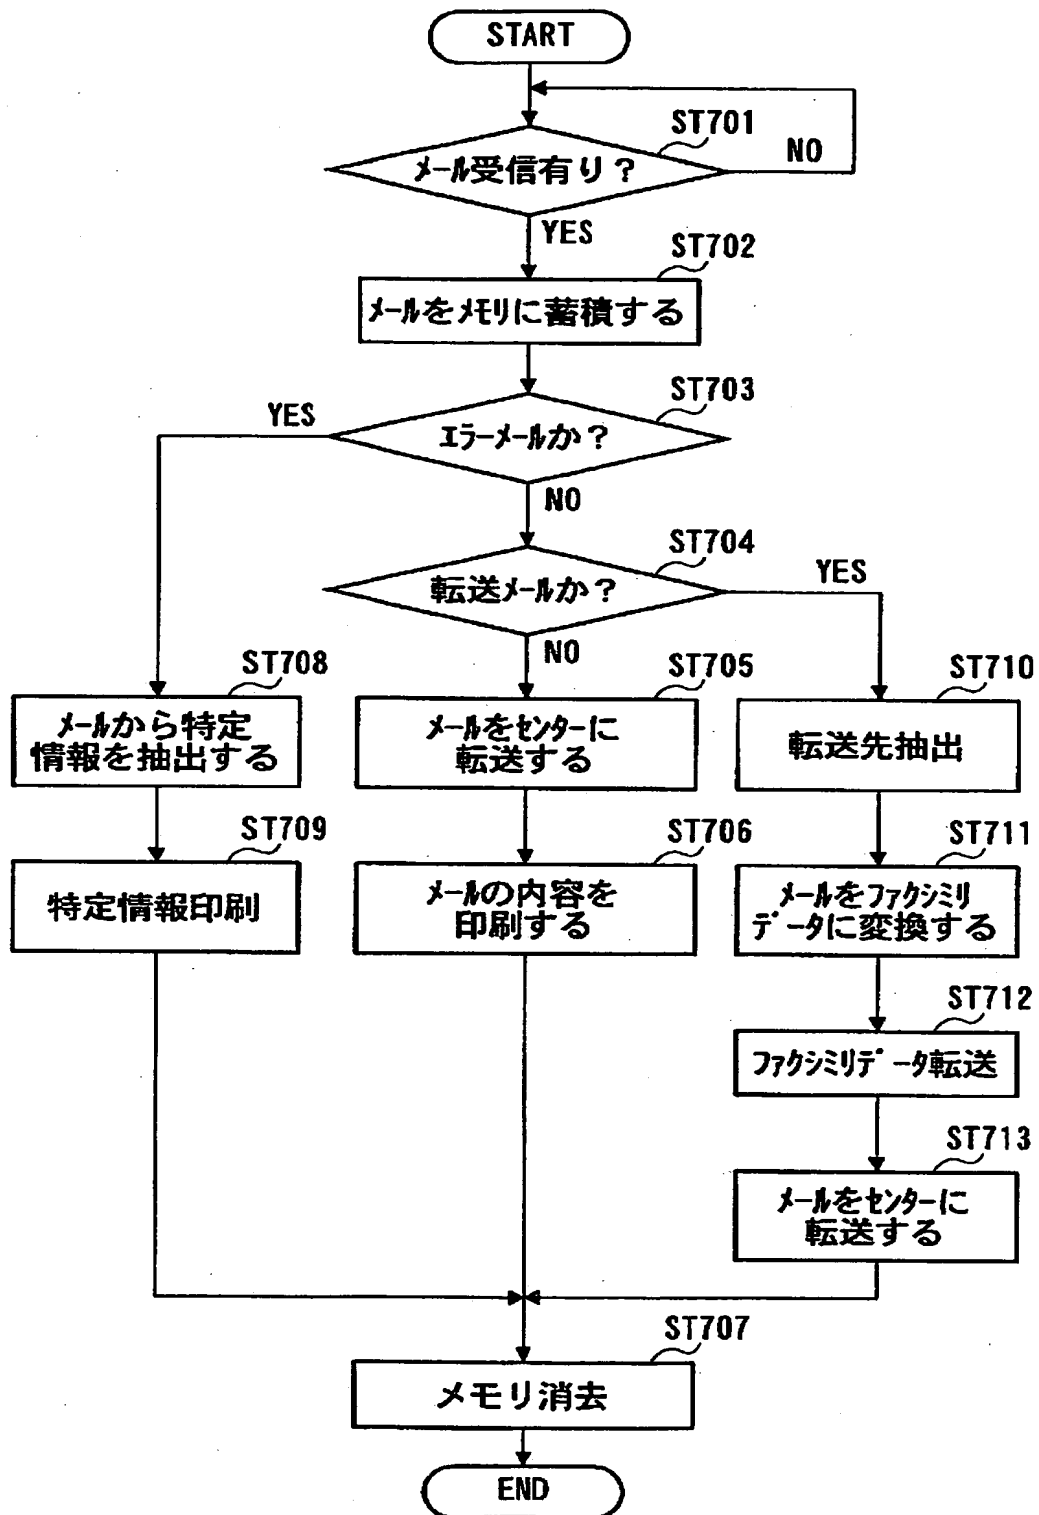 START
ST701
メール受信有り？
NO
YES
ST702
メールをメモリに蓄積する
ST703
YES
エラーメールか？
NO
ST704
転送メールか？
YES
NO
ST708
メールから特定
情報を抽出する
ST705
メールをセンターに
転送する
ST710
転送先抽出
ST709
特定情報印刷
ST706
メールの内容を
印刷する
ST711
メールをファクシミリ
データに変換する
ST712
ファクシミリデータ転送
ST713
メールをセンターに
転送する
ST707
メモリ消去
END